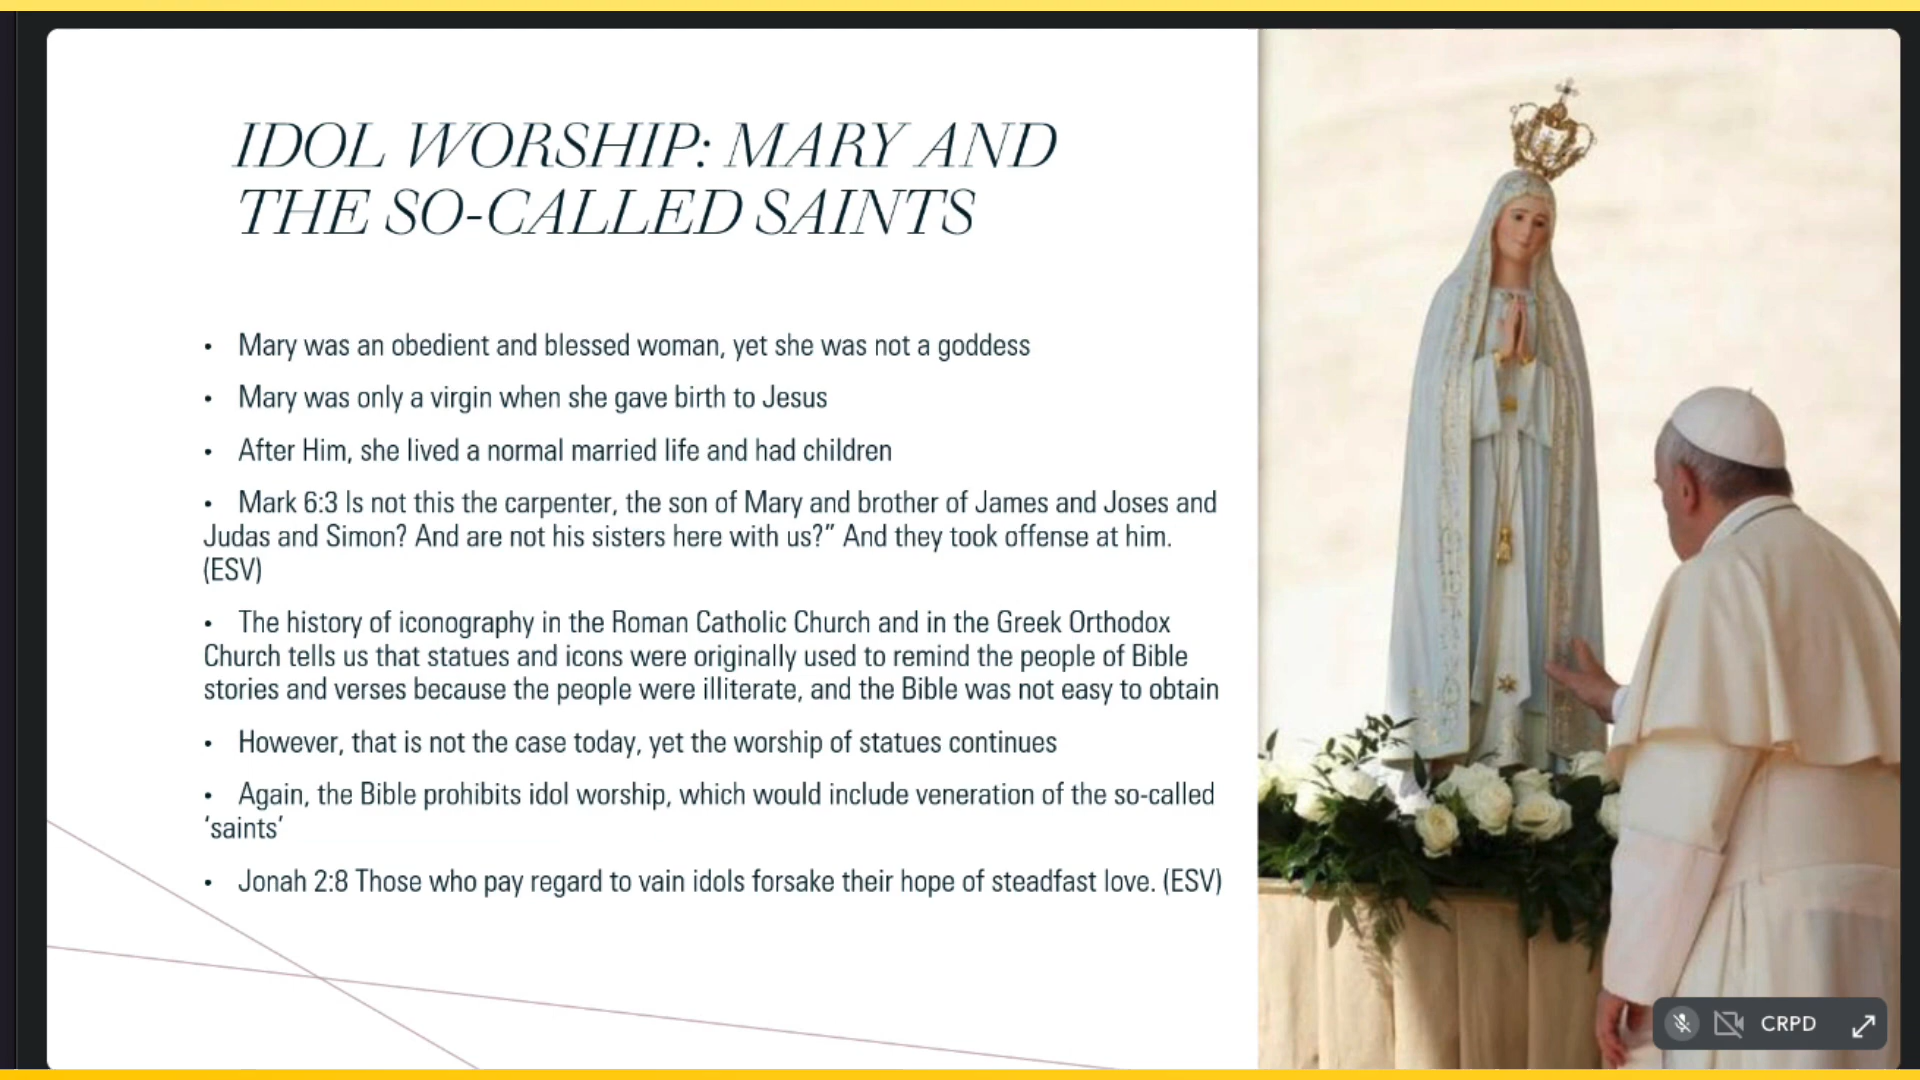 IDOL WORSHIP: MARY AND
THE SO-CALLED SAINTS
• Mary was an obedient and blessed woman, yet she was not a goddess
• Mary was only a virgin when she gave birth to Jesus
• After Him, she lived a normal married life and had children
• Mark 6:3 Is not this the carpenter, the son of Mary and brother of James and Joses and
Judas and Simon? And are not his sisters here with us?” And they took offense at him.
(ESV)
• The history of iconography in the Roman Catholic Church and in the Greek Orthodox
Church tells us that statues and icons were originally used to remind the people of Bible
stories and verses because the people were illiterate, and the Bible was not easy to obtain
• However, that is not the case today, yet the worship of statues continues
• Again, the Bible prohibits idol worship, which would include veneration of the so-called
‘saints’
• Jonah 2:8 Those who pay regard to vain idols forsake their hope of steadfast love. (ESV)
CRPD